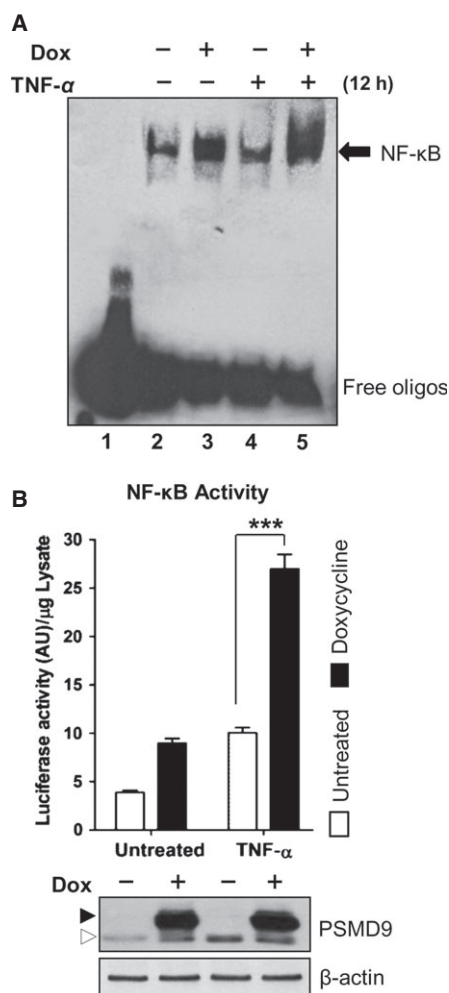 A
Dox − + − +
TNF-α − − + + (12 h)
NF-κB
Free oligos
1 2 3 4 5
B
NF-κB Activity
30
25
20
15
10
5
0
Luciferase activity (AU)/µg Lysate
***
Untreated TNF-α
Doxycycline
Untreated
Dox − + − +
PSMD9
β-actin